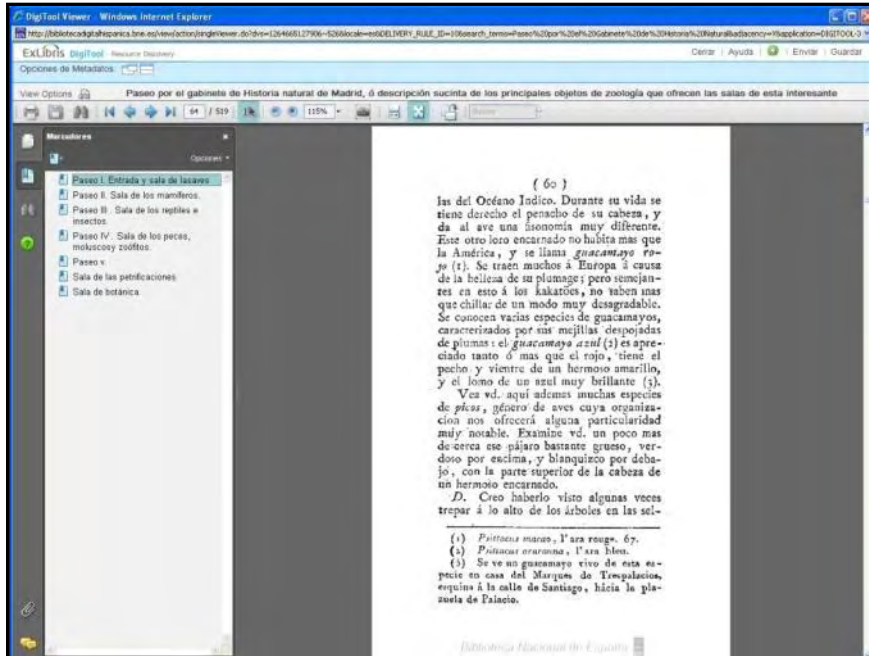 DigiTool Viewer - Windows Internet Explorer
ExLibris DigiTool Resource Discovery
Cerrar | Ayuda | Enviar | Guardar
Opciones de Metadatos:
View Options
Paseo por el gabinete de Historia natural de Madrid, ó descripción sucinta de los principales objetos de zoología que ofrecen las salas de esta interesante
64 / 519
115%
Marcadores
Opciones
Paseo I. Entrada y sala de lasaves
Paseo II. Sala de los mamíferos.
Paseo III . Sala de los reptiles e
insectos.
Paseo IV . Sala de los peces,
moluscosy zoófitos.
Paseo v.
Sala de las petrificaciones
Sala de botánica
( 60 )
las del Océano Indico. Durante su vida se
tiene derecho el penacho de su cabeza, y
da al ave una fisonomía muy diferente.
Este otro loro encarnado no habita mas que
la América, y se llama guacamayo ro-
jo (1). Se traen muchos á Europa á causa
de la belleza de su plumage; pero semejan-
tes en esto á los kakatoes, no saben mas
que chillar de un modo muy desagradable.
Se conocen varias especies de guacamayos,
caracterizados por sus mejillas despojadas
de plumas: el guacamayo azul (2) es apre-
ciado tanto ó mas que el rojo, tiene el
pecho y vientre de un hermoso amarillo,
y el lomo de un azul muy brillante (3).
Vea vd. aquí ademas muchas especies
de picos, género de aves cuya organiza-
cion nos ofrecerá alguna particularidad
muy notable. Examine vd. un poco mas
de cerca ese pájaro bastante grueso, ver-
doso por encima, y blanquizco por deba-
jo, con la parte superior de la cabeza de
un hermoso encarnado.
D. Creo haberlo visto algunas veces
trepar á lo alto de los árboles en las sel-
(1) Psittacus macao, l'ara rouge. 67.
(2) Psittacus ararauna, l'ara bleu.
(3) Se ve un guacamayo vivo de esta es-
pecie en casa del Marques de Trespalacios,
esquina á la calle de Santiago, hácia la pla-
zuela de Palacio.
Biblioteca Nacional de España